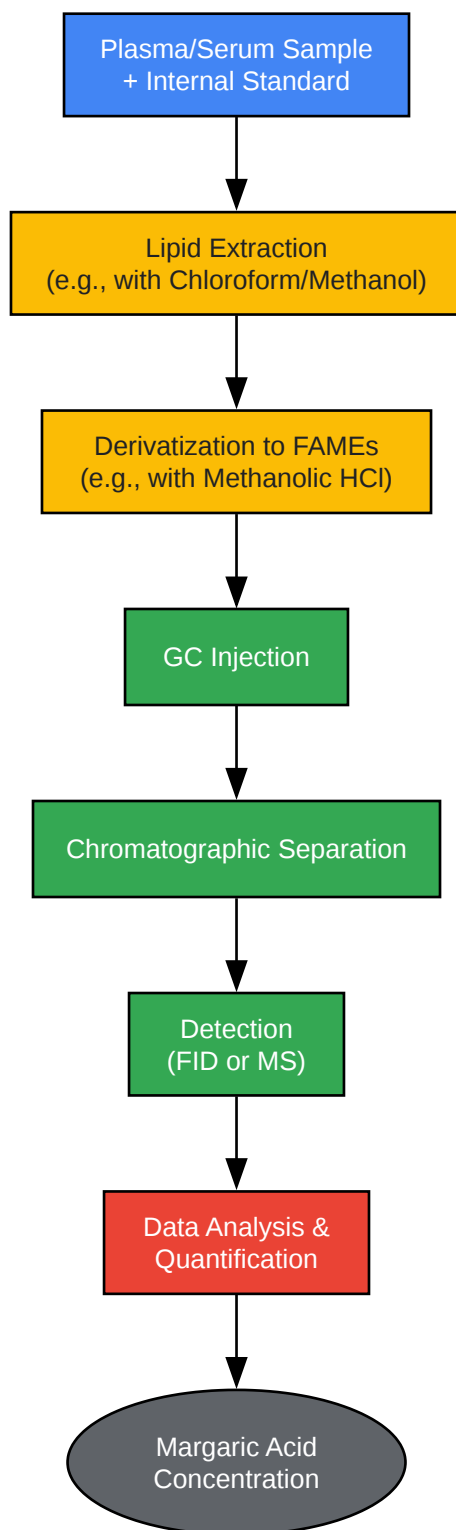 Plasma/Serum Sample
+ Internal Standard
Lipid Extraction
(e.g., with Chloroform/Methanol)
Derivatization to FAMEs
(e.g., with Methanolic HCl)
GC Injection
Chromatographic Separation
Detection
(FID or MS)
Data Analysis &
Quantification
Margaric Acid
Concentration